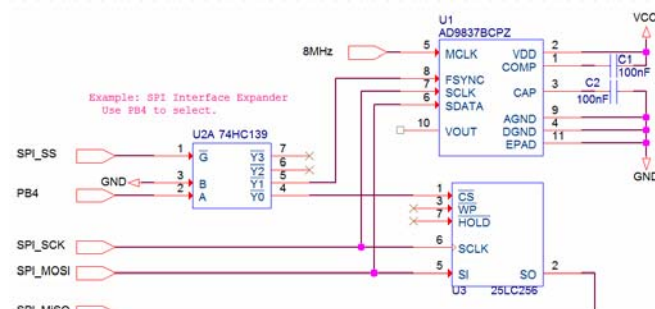 U1
AD9837BCPZ
VCC
8MHz
5 MCLK
VDD 2
COMP 1
C1
100nF
8 FSYNC
7 SCLK
6 SDATA
CAP 3
C2
100nF
10 VOUT
AGND 9
DGND 4
EPAD 11
GND
Example: SPI Interface Expander
Use PB4 to select.
U2A 74HC139
SPI_SS
1 G
Y3 7
Y2 6
Y1 5
Y0 4
GND
3 B
PB4
2 A
1 CS
3 WP
7 HOLD
SPI_SCK
6 SCLK
SPI_MOSI
5 SI
SO 2
U3 25LC256
SPI_MISO